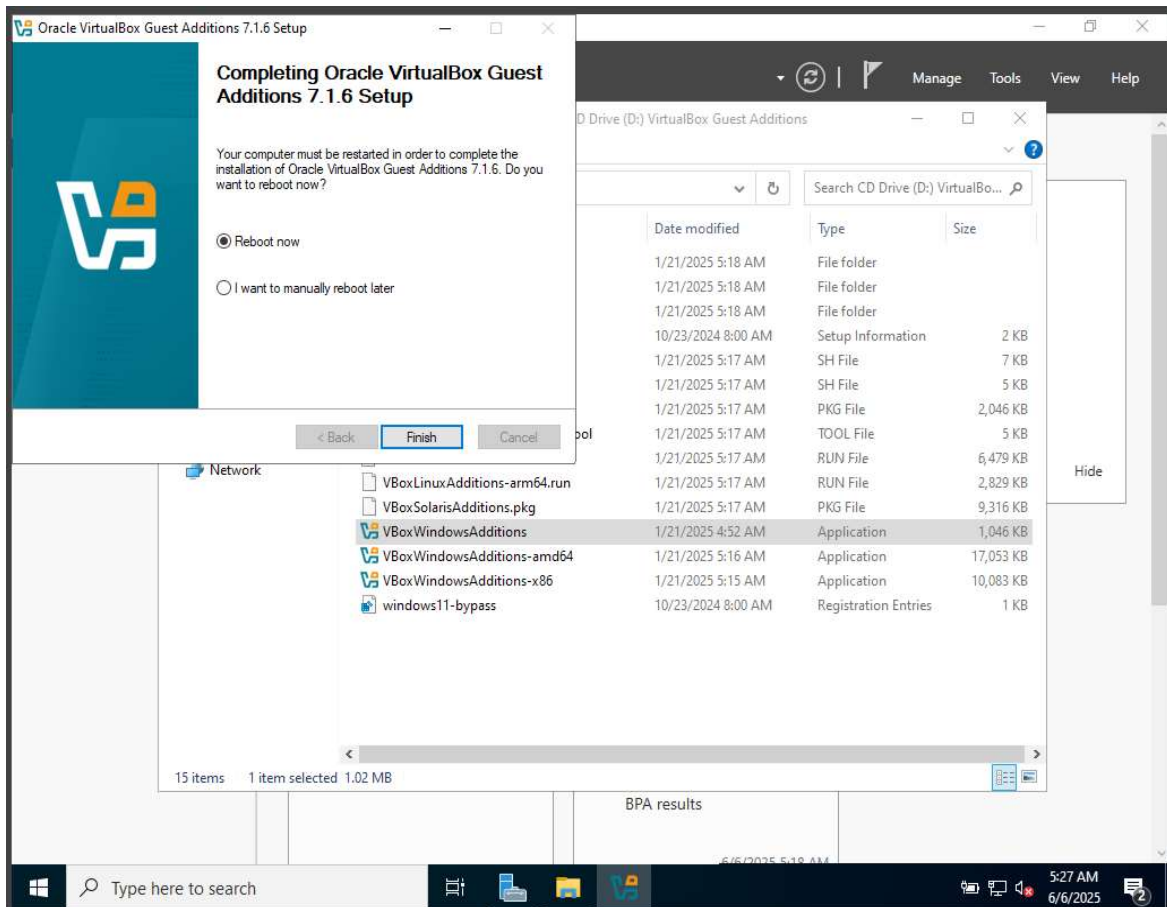 Oracle VirtualBox Guest Additions 7.1.6 Setup
Completing Oracle VirtualBox Guest
Additions 7.1.6 Setup
Your computer must be restarted in order to complete the
installation of Oracle VirtualBox Guest Additions 7.1.6. Do you
want to reboot now?
Reboot now
I want to manually reboot later
< Back Finish Cancel
Manage Tools View Help
CD Drive (D:) VirtualBox Guest Additions
Search CD Drive (D:) VirtualBo...
Date modified Type Size
1/21/2025 5:18 AM File folder
1/21/2025 5:18 AM File folder
1/21/2025 5:18 AM File folder
10/23/2024 8:00 AM Setup Information 2 KB
1/21/2025 5:17 AM SH File 7 KB
1/21/2025 5:17 AM SH File 5 KB
1/21/2025 5:17 AM PKG File 2,046 KB
ool 1/21/2025 5:17 AM TOOL File 5 KB
1/21/2025 5:17 AM RUN File 6,479 KB
Network
VBoxLinuxAdditions-arm64.run 1/21/2025 5:17 AM RUN File 2,829 KB
VBoxSolarisAdditions.pkg 1/21/2025 5:17 AM PKG File 9,316 KB
VBoxWindowsAdditions 1/21/2025 4:52 AM Application 1,046 KB
VBoxWindowsAdditions-amd64 1/21/2025 5:16 AM Application 17,053 KB
VBoxWindowsAdditions-x86 1/21/2025 5:15 AM Application 10,083 KB
windows11-bypass 10/23/2024 8:00 AM Registration Entries 1 KB
Hide
15 items 1 item selected 1.02 MB
BPA results
6/6/2025 5:18 AM
Type here to search
5:27 AM
6/6/2025
2